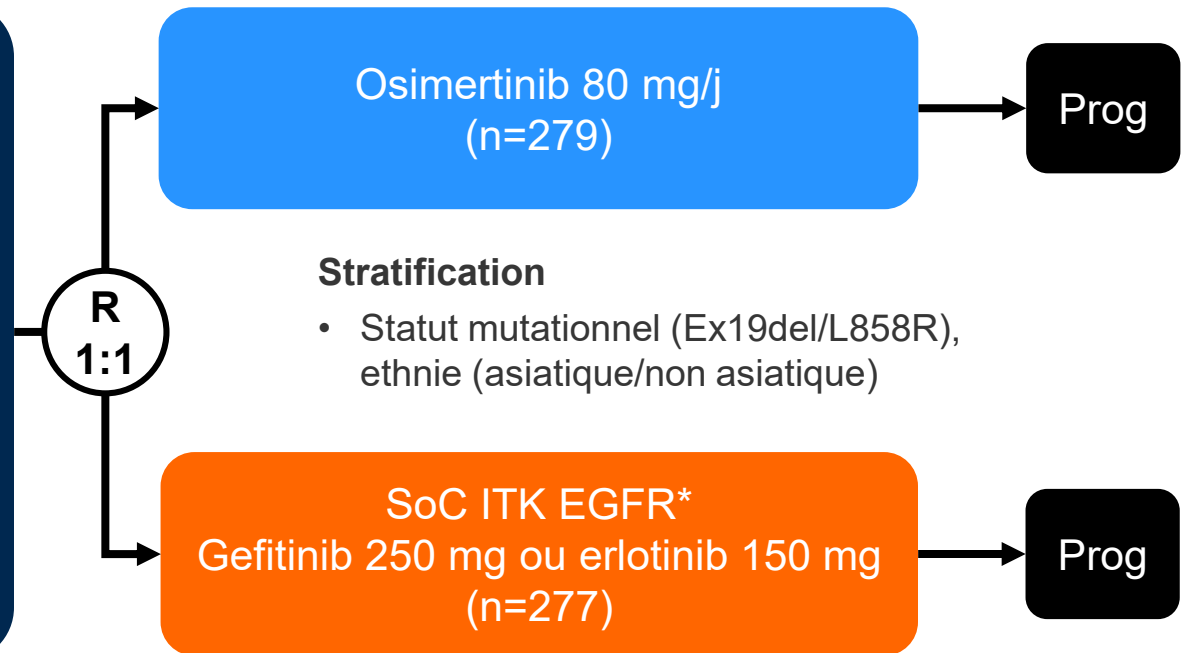 Osimertinib 80 mg/j
(n=279)
Prog
R
1:1
Stratification
• Statut mutationnel (Ex19del/L858R),
ethnie (asiatique/non asiatique)
SoC ITK EGFR*
Gefitinib 250 mg ou erlotinib 150 mg
(n=277)
Prog